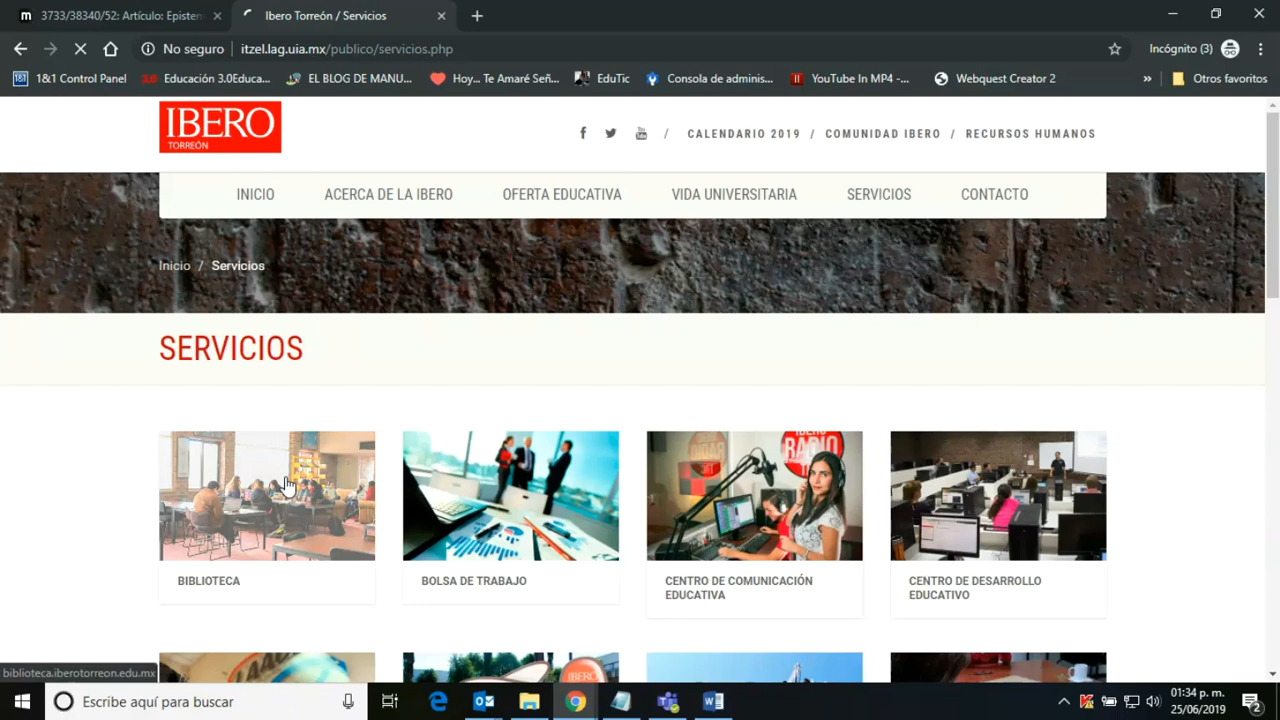 3733/38340/52: Artículo: Epistem
Ibero Torreón / Servicios
No seguro
itzel.lag.uia.mx/publico/servicios.php
Incógnito (3)
1&1 Control Panel
Educación 3.0Educa...
EL BLOG DE MANU...
Hoy... Te Amaré Señ...
EduTic
Consola de adminis...
YouTube In MP4 -...
Webquest Creator 2
»
Otros favoritos
IBERO
TORREÓN
/ CALENDARIO 2019 / COMUNIDAD IBERO / RECURSOS HUMANOS
INICIO ACERCA DE LA IBERO OFERTA EDUCATIVA VIDA UNIVERSITARIA SERVICIOS CONTACTO
Inicio / Servicios
SERVICIOS
IBERO
RADIO
BIBLIOTECA
BOLSA DE TRABAJO
CENTRO DE COMUNICACIÓN
EDUCATIVA
CENTRO DE DESARROLLO
EDUCATIVO
IBERO
biblioteca.iberotorreon.edu.mx
Escribe aquí para buscar
01:34 p. m.
25/06/2019
2